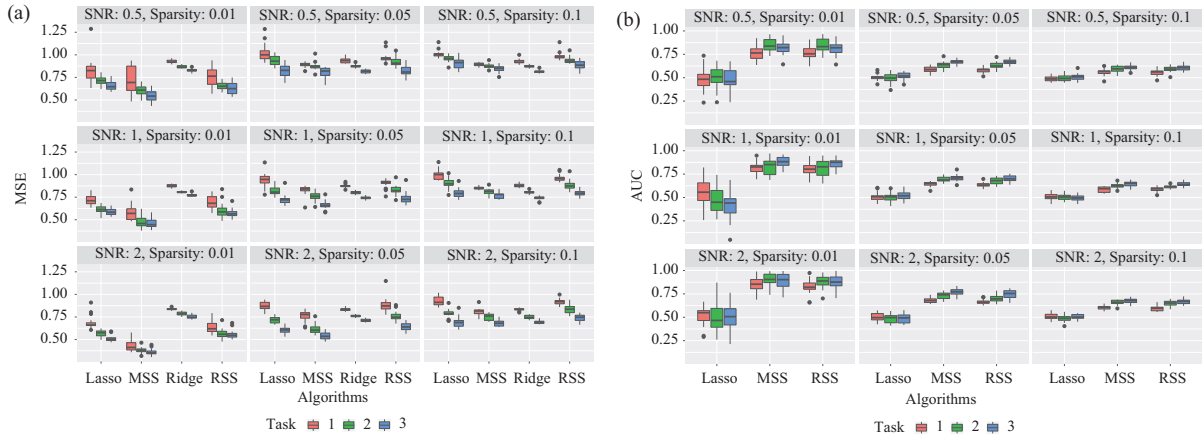 (a)
SNR: 0.5, Sparsity: 0.01 SNR: 0.5, Sparsity: 0.05 SNR: 0.5, Sparsity: 0.1
1.25
1.00
0.75
0.50
SNR: 1, Sparsity: 0.01 SNR: 1, Sparsity: 0.05 SNR: 1, Sparsity: 0.1
MSE
1.25
1.00
0.75
0.50
SNR: 2, Sparsity: 0.01 SNR: 2, Sparsity: 0.05 SNR: 2, Sparsity: 0.1
1.25
1.00
0.75
0.50
Lasso MSS Ridge RSS Lasso MSS Ridge RSS Lasso MSS Ridge RSS
Algorithms
Task 1 2 3
(b)
SNR: 0.5, Sparsity: 0.01 SNR: 0.5, Sparsity: 0.05 SNR: 0.5, Sparsity: 0.1
1.00
0.75
0.50
0.25
SNR: 1, Sparsity: 0.01 SNR: 1, Sparsity: 0.05 SNR: 1, Sparsity: 0.1
AUC
1.00
0.75
0.50
0.25
SNR: 2, Sparsity: 0.01 SNR: 2, Sparsity: 0.05 SNR: 2, Sparsity: 0.1
1.00
0.75
0.50
0.25
Lasso MSS RSS Lasso MSS RSS Lasso MSS RSS
Algorithms
Task 1 2 3